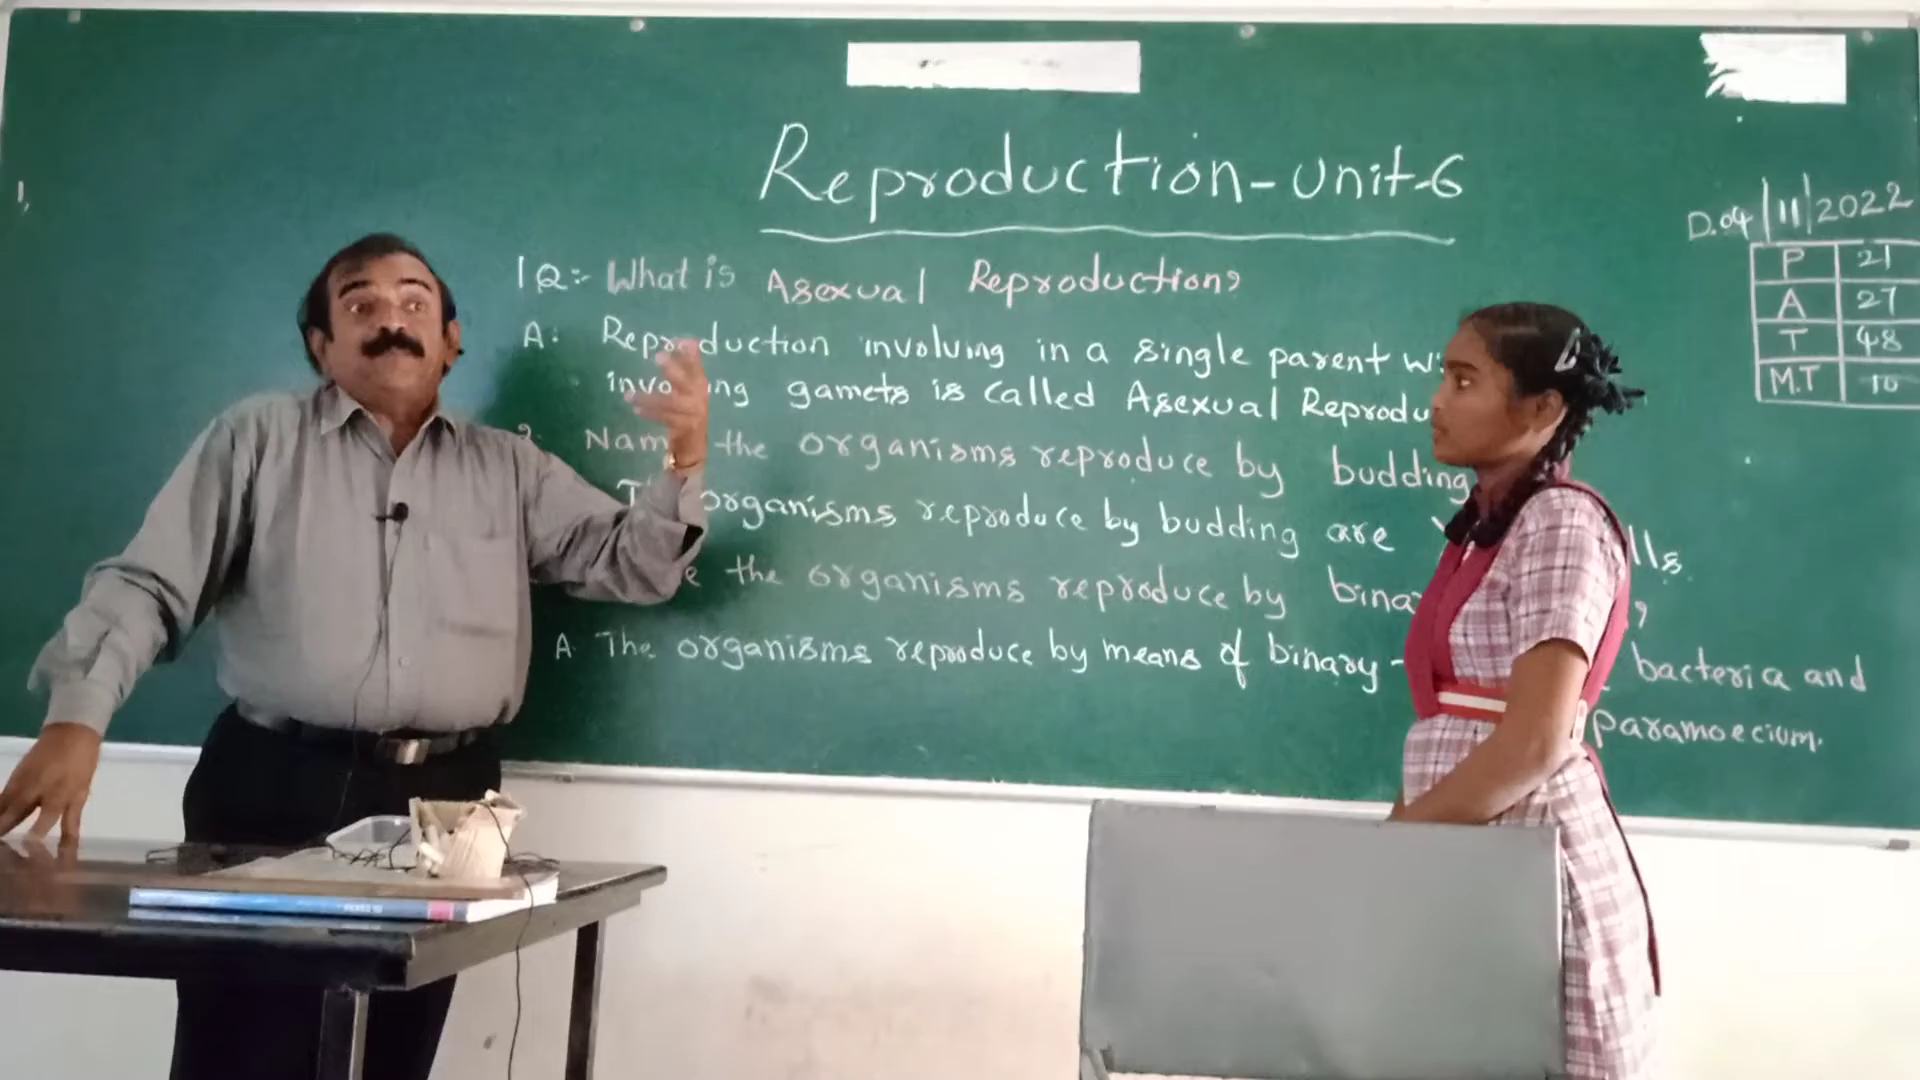 1,
Reproduction-Unit-6
D.04/11/2022
P 21
A 27
T 48
M.T 10
1Q:- What is Asexual Reproduction?
A: Reproduction involving in a single parent
gamets is called Asexual
the organisms reproduce by budding
organisms reproduce by budding are
the organisms reproduce by
A. The organisms reproduce by means of binary - bacteria and
paramoecium.